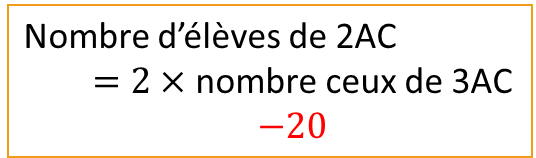 Nombre d'élèves de 2AC
= 2 × nombre ceux de 3AC
−20